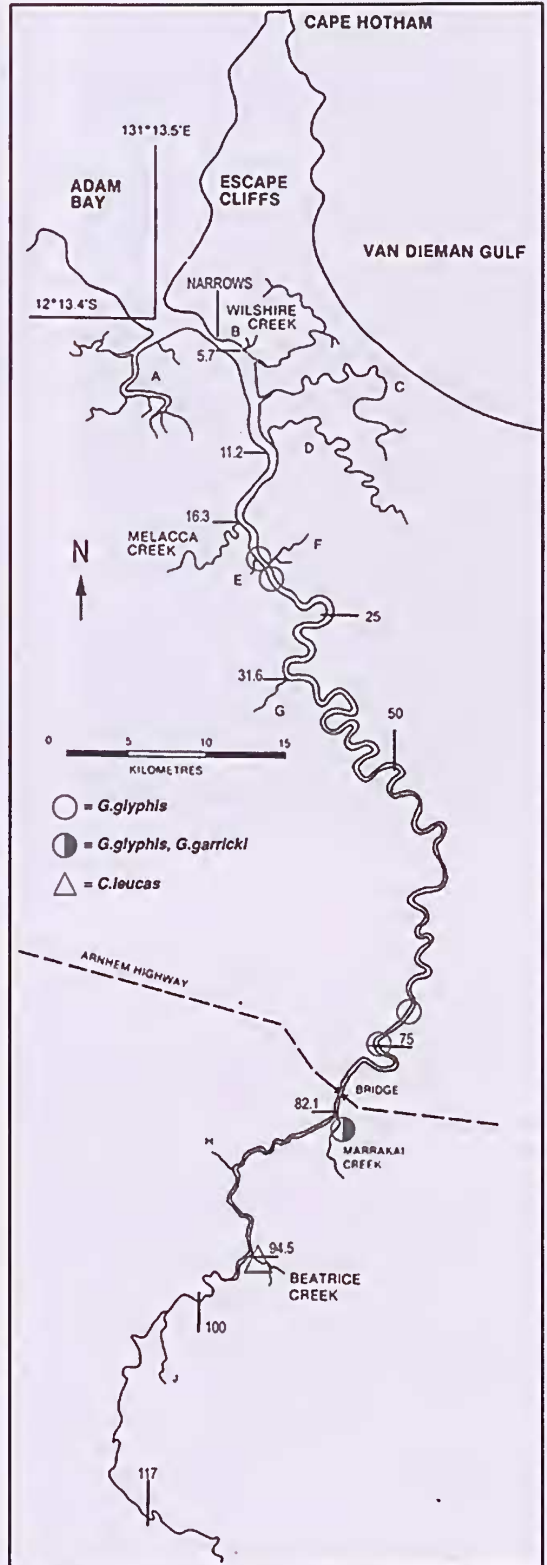 CAPE HOTHAM
131°13.5'E
ADAM
BAY
ESCAPE
CLIFFS
VAN DIEMAN GULF
NARROWS
12°13.4'S
WILSHIRE
CREEK
B
5.7
A
C
D
11.2
16.3
MELACCA
CREEK
N
F
E
25
31.6
G
50
0 5 10 15
KILOMETRES
= G.glyphis
= G.glyphis, G.garricki
= C.leucas
ARNHEM HIGHWAY
75
BRIDGE
82.1
MARRAKAI
CREEK
H
94.5
BEATRICE
CREEK
100
J
117